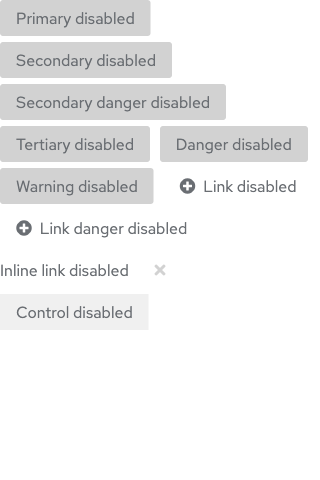 Primary disabled
Secondary disabled
Secondary danger disabled
Tertiary disabled Danger disabled
Warning disabled Link disabled
Link danger disabled
Inline link disabled
Control disabled